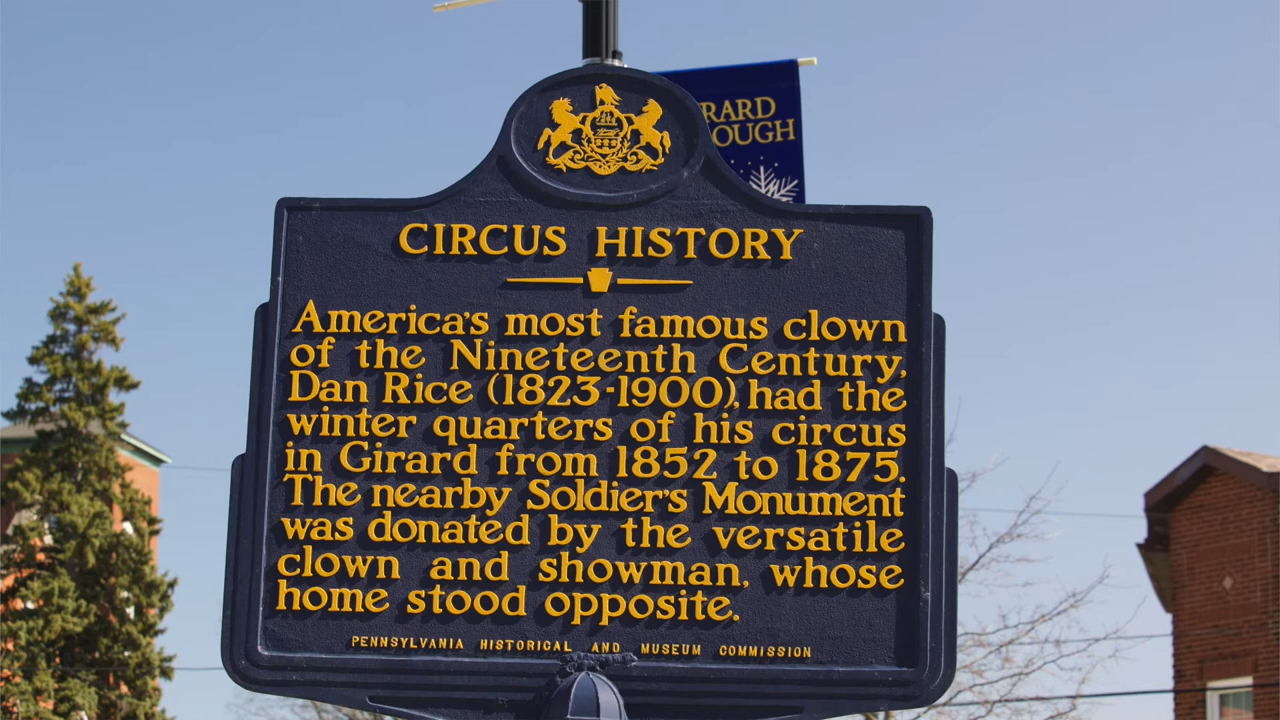 RARD
OUGH
CIRCUS HISTORY
America's most famous clown
of the Nineteenth Century,
Dan Rice (1823-1900), had the
winter quarters of his circus
in Girard from 1852 to 1875.
The nearby Soldier's Monument
was donated by the versatile
clown and showman, whose
home stood opposite.
PENNSYLVANIA HISTORICAL AND MUSEUM COMMISSION